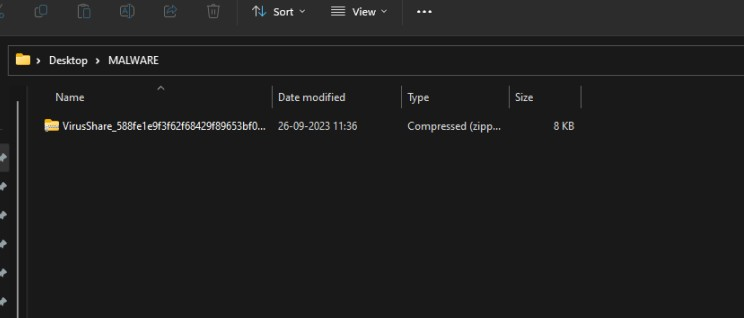 Sort View
Desktop MALWARE
Name Date modified Type Size
VirusShare_588fe1e9f3f62f68429f89653bf0... 26-09-2023 11:36 Compressed (zipp... 8 KB